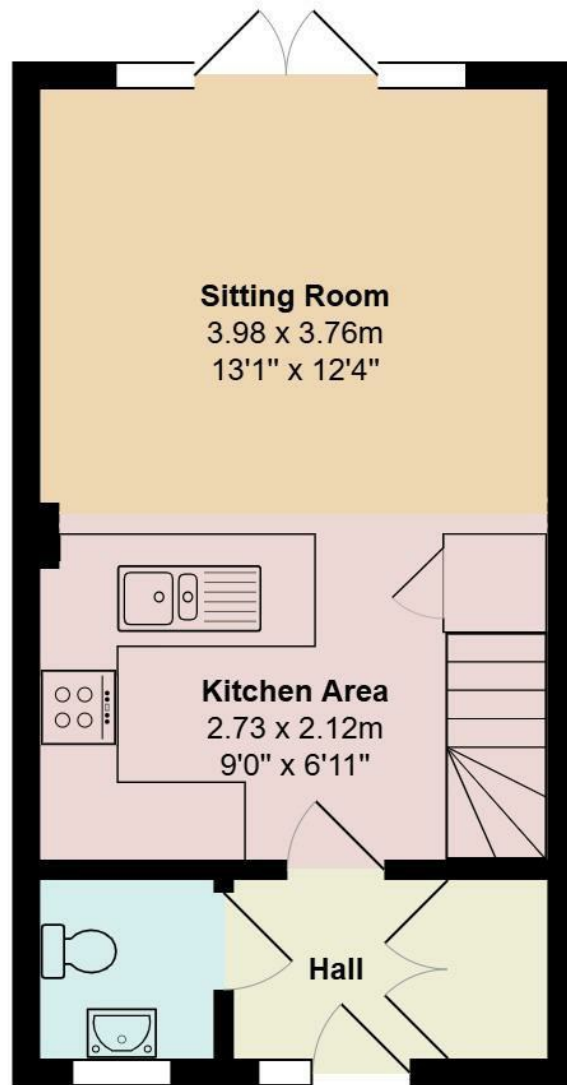 Sitting Room
3.98 x 3.76m
13'1" x 12'4"
Kitchen Area
2.73 x 2.12m
9'0" x 6'11"
Hall